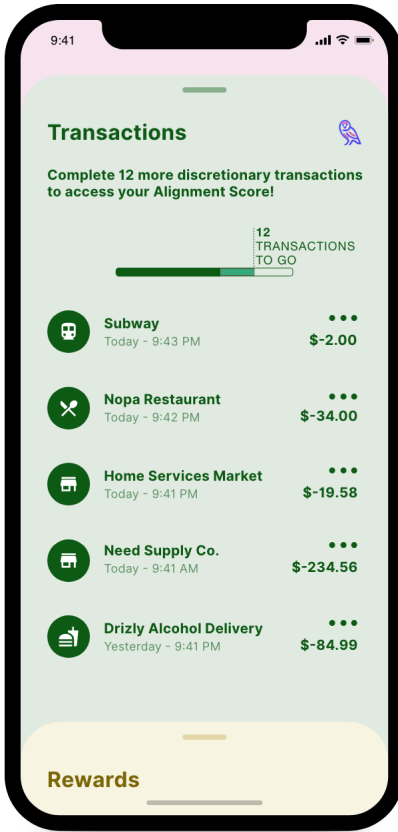 9:41
Transactions
Complete 12 more discretionary transactions
to access your Alignment Score!
12
TRANSACTIONS
TO GO
Subway
Today - 9:43 PM
$-2.00
Nopa Restaurant
Today - 9:42 PM
$-34.00
Home Services Market
Today - 9:41 PM
$-19.58
Need Supply Co.
Today - 9:41 AM
$-234.56
Drizly Alcohol Delivery
Yesterday - 9:41 PM
$-84.99
Rewards